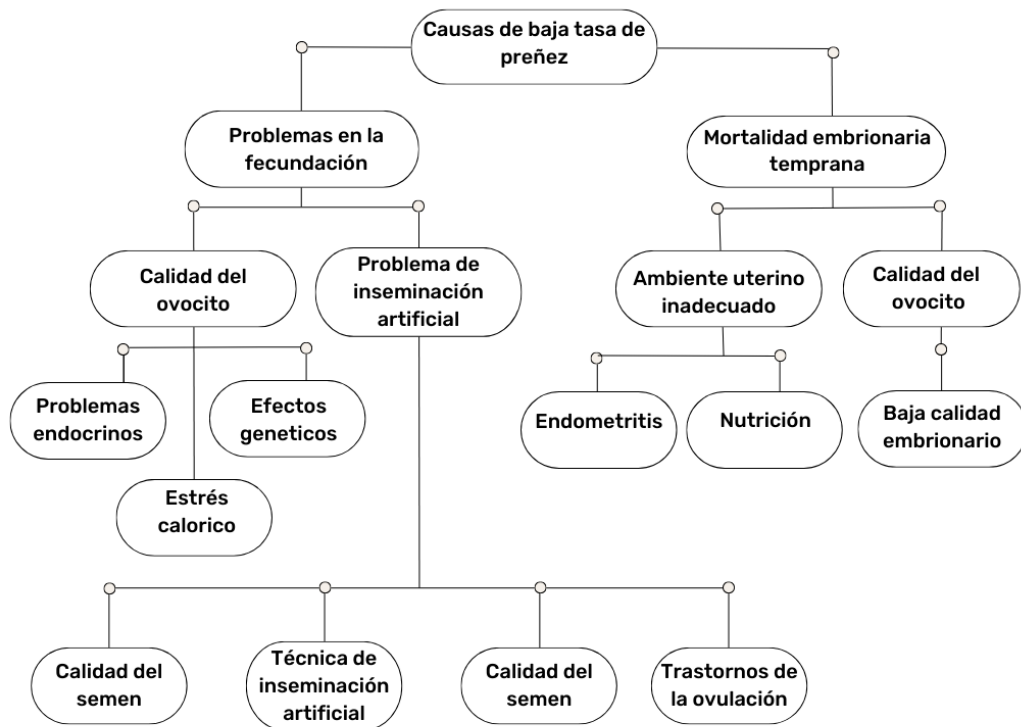 Causas de baja tasa de
preñez
Problemas en la
fecundación
Mortalidad embrionaria
temprana
Calidad del
ovocito
Problema de
inseminación
artificial
Ambiente uterino
inadecuado
Calidad del
ovocito
Problemas
endocrinos
Efectos
geneticos
Endometritis
Nutrición
Baja calidad
embrionario
Estrés
calorico
Calidad del
semen
Técnica de
inseminación
artificial
Calidad del
semen
Trastornos de
la ovulación